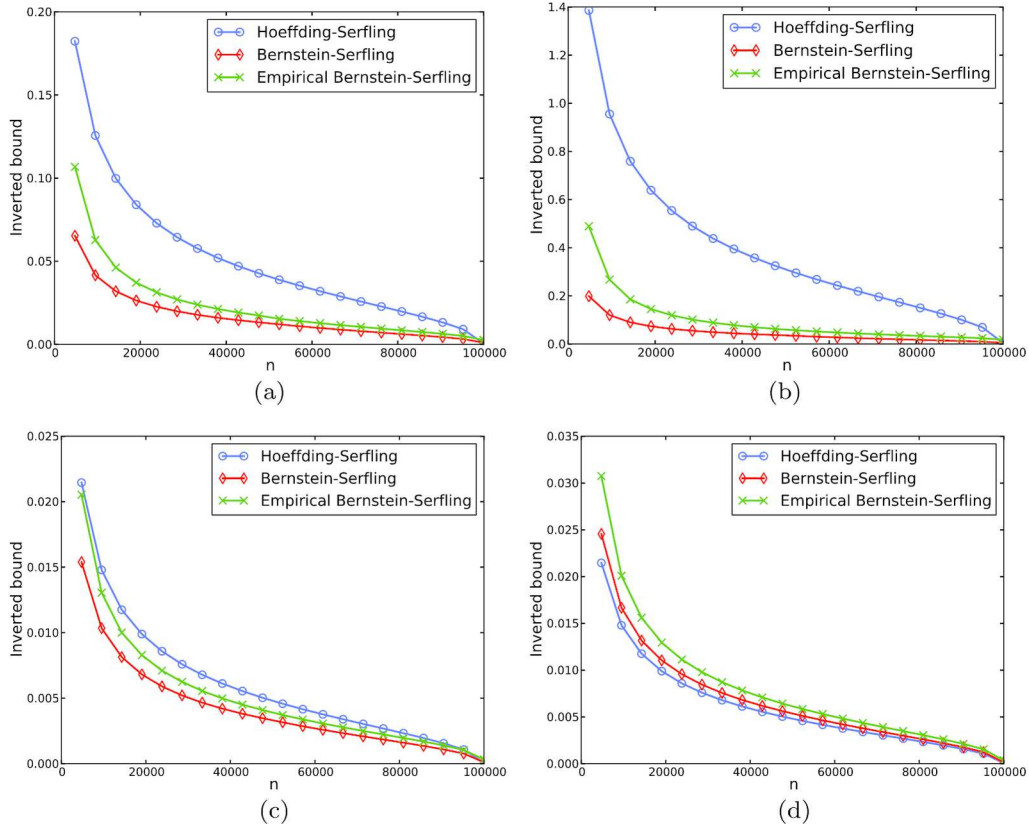 0.20
0.15
0.10
0.05
0.00
Inverted bound
Hoeffding-Serfling
Bernstein-Serfling
Empirical Bernstein-Serfling
0 20000 40000 60000 80000 100000
n
(a)
1.4
1.2
1.0
0.8
0.6
0.4
0.2
0.0
Inverted bound
Hoeffding-Serfling
Bernstein-Serfling
Empirical Bernstein-Serfling
0 20000 40000 60000 80000 100000
n
(b)
0.025
0.020
0.015
0.010
0.005
0.000
Inverted bound
Hoeffding-Serfling
Bernstein-Serfling
Empirical Bernstein-Serfling
0 20000 40000 60000 80000 100000
n
(c)
0.035
0.030
0.025
0.020
0.015
0.010
0.005
0.000
Inverted bound
Hoeffding-Serfling
Bernstein-Serfling
Empirical Bernstein-Serfling
0 20000 40000 60000 80000 100000
n
(d)